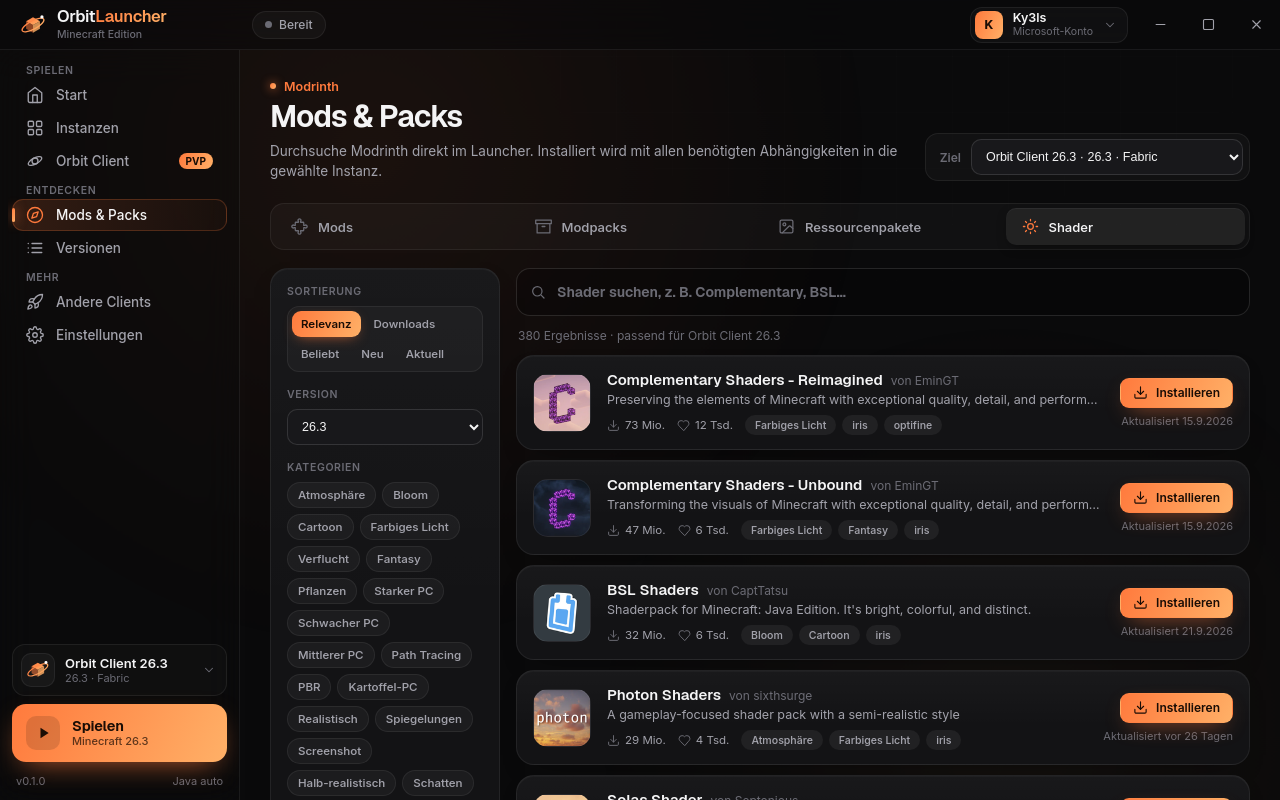 OrbitLauncher
Minecraft Edition
Bereit
K
Ky3ls
Microsoft-Konto
SPIELEN
Start
Instanzen
Orbit Client
PVP
ENTDECKEN
Mods & Packs
Versionen
MEHR
Andere Clients
Einstellungen
Orbit Client 26.3
26.3 · Fabric
Spielen
Minecraft 26.3
v0.1.0
Java auto
Modrinth
Mods & Packs
Durchsuche Modrinth direkt im Launcher. Installiert wird mit allen benötigten Abhängigkeiten in die
gewählte Instanz.
Ziel
Orbit Client 26.3 · 26.3 · Fabric
Mods
Modpacks
Ressourcenpakete
Shader
SORTIERUNG
Relevanz Downloads
Beliebt Neu Aktuell
VERSION
26.3
KATEGORIEN
Atmosphäre Bloom
Cartoon Farbiges Licht
Verflucht Fantasy
Pflanzen Starker PC
Schwacher PC
Mittlerer PC Path Tracing
PBR Kartoffel-PC
Realistisch Spiegelungen
Screenshot
Halb-realistisch Schatten
Shader suchen, z. B. Complementary, BSL...
380 Ergebnisse · passend für Orbit Client 26.3
Complementary Shaders - Reimagined von EminGT
Preserving the elements of Minecraft with exceptional quality, detail, and perform...
73 Mio. 12 Tsd. Farbiges Licht iris optifine
Installieren
Aktualisiert 15.9.2026
Complementary Shaders - Unbound von EminGT
Transforming the visuals of Minecraft with exceptional quality, detail, and perform...
47 Mio. 6 Tsd. Farbiges Licht Fantasy iris
Installieren
Aktualisiert 15.9.2026
BSL Shaders von CaptTatsu
Shaderpack for Minecraft: Java Edition. It's bright, colorful, and distinct.
32 Mio. 6 Tsd. Bloom Cartoon iris
Installieren
Aktualisiert 21.9.2026
photon
Photon Shaders von sixthsurge
A gameplay-focused shader pack with a semi-realistic style
29 Mio. 4 Tsd. Atmosphäre Farbiges Licht iris
Installieren
Aktualisiert vor 26 Tagen
Solas Shader von Septonious